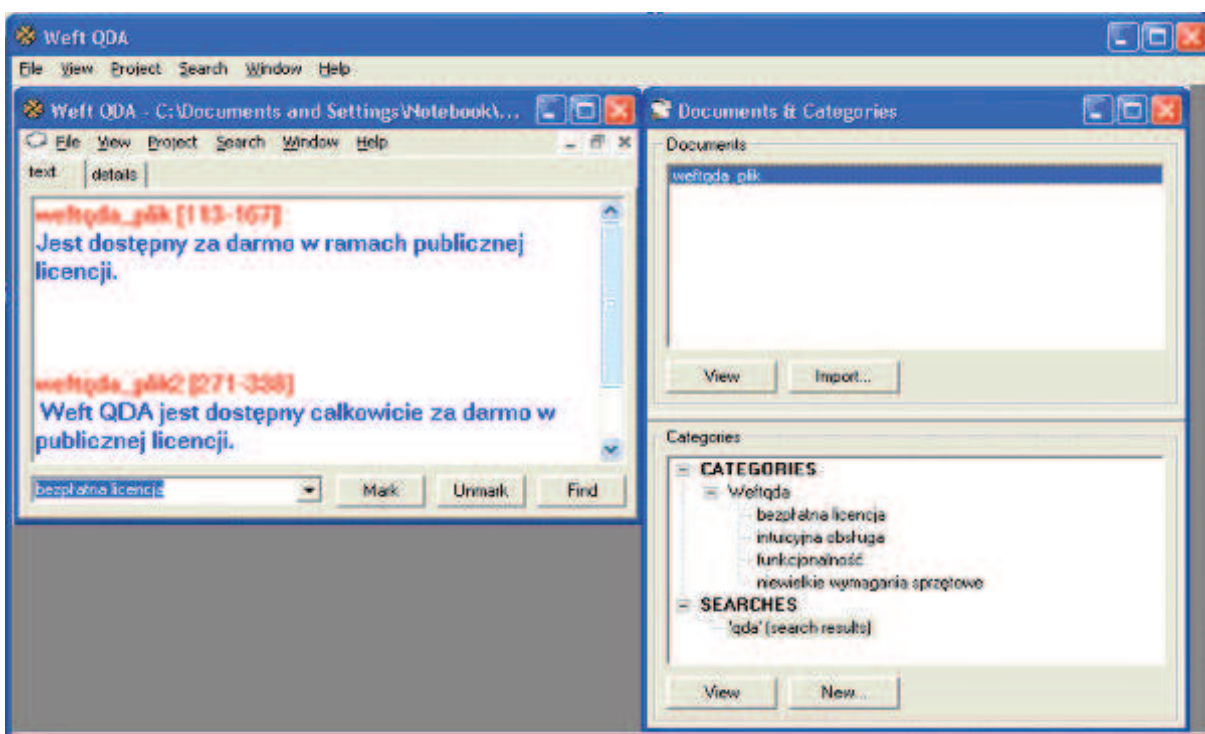 Weft QDA
File View Project Search Window Help
Weft QDA - C:\Documents and Settings\Notebook\...
File View Project Search Window Help
text details
weftqda_plik [113-167]
Jest dostępny za darmo w ramach publicznej
licencji.
weftqda_plik2 [271-338]
Weft QDA jest dostępny całkowicie za darmo w
publicznej licencji.
bezpłatna licencja Mark Unmark Find
Documents & Categories
Documents
weftqda_plik
View Import...
Categories
CATEGORIES
Weftqda
bezpłatna licencja
intuicyjna obsługa
funkcjonalność
niewielkie wymagania sprzętowe
SEARCHES
'qda' (search results)
View New...